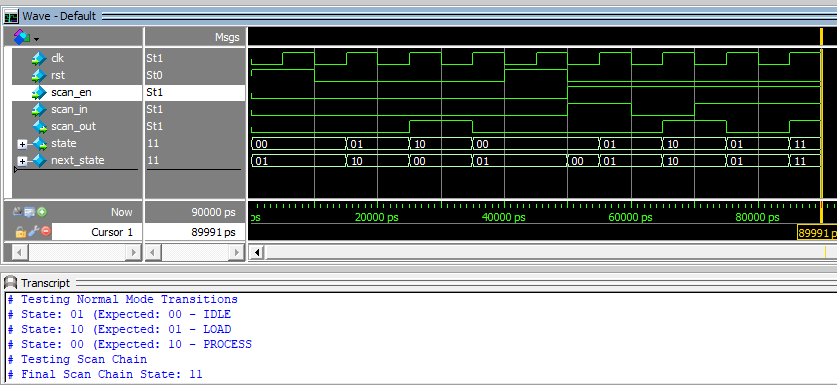 Wave - Default
Msgs
clk St1
rst St0
scan_en St1
scan_in St1
scan_out St1
state 11 00 01 10 00 01 10 01 11
next_state 11 01 10 00 01 00 01 10 01 11
Now 90000 ps ps 20000 ps 40000 ps 60000 ps 80000 ps
Cursor 1 89991 ps 89991 p
Transcript
# Testing Normal Mode Transitions
# State: 01 (Expected: 00 - IDLE
# State: 10 (Expected: 01 - LOAD
# State: 00 (Expected: 10 - PROCESS
# Testing Scan Chain
# Final Scan Chain State: 11